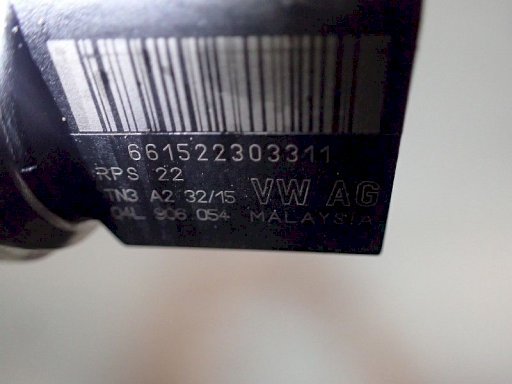 661522303311
RPS 22
TN3 A2 32/15 VW AG
04L 906 054 MALAYSIA